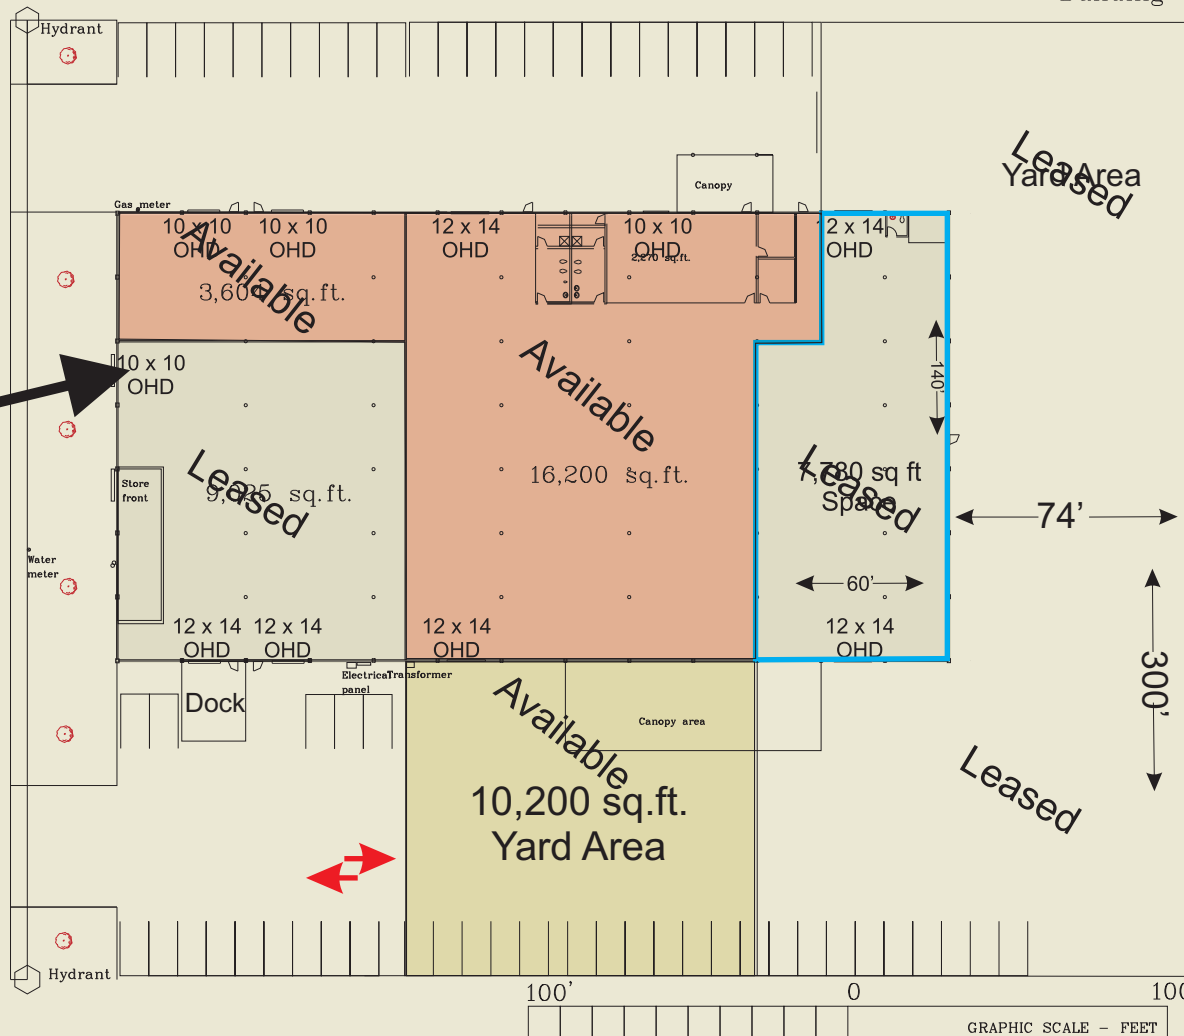 Hydrant
Leased
Yard Area
Canopy
Gas meter
10 x 10
OHD
10 x 10
OHD
12 x 14
OHD
10 x 10
OHD
2,270 sq.ft.
2 x 14
OHD
Available
sq.ft.
10 x 10
OHD
Available
140'
16,200 sq.ft.
Leased
sq.ft.
7,780 sq ft
Space
Leased
Store
front
74'
Water
meter
60'
12 x 14
OHD
12 x 14
OHD
12 x 14
OHD
12 x 14
OHD
300'
Electrical
panel
Transformer
Dock
Available
Canopy area
10,200 sq.ft.
Yard Area
Leased
Hydrant
100' 0 100
GRAPHIC SCALE - FEET